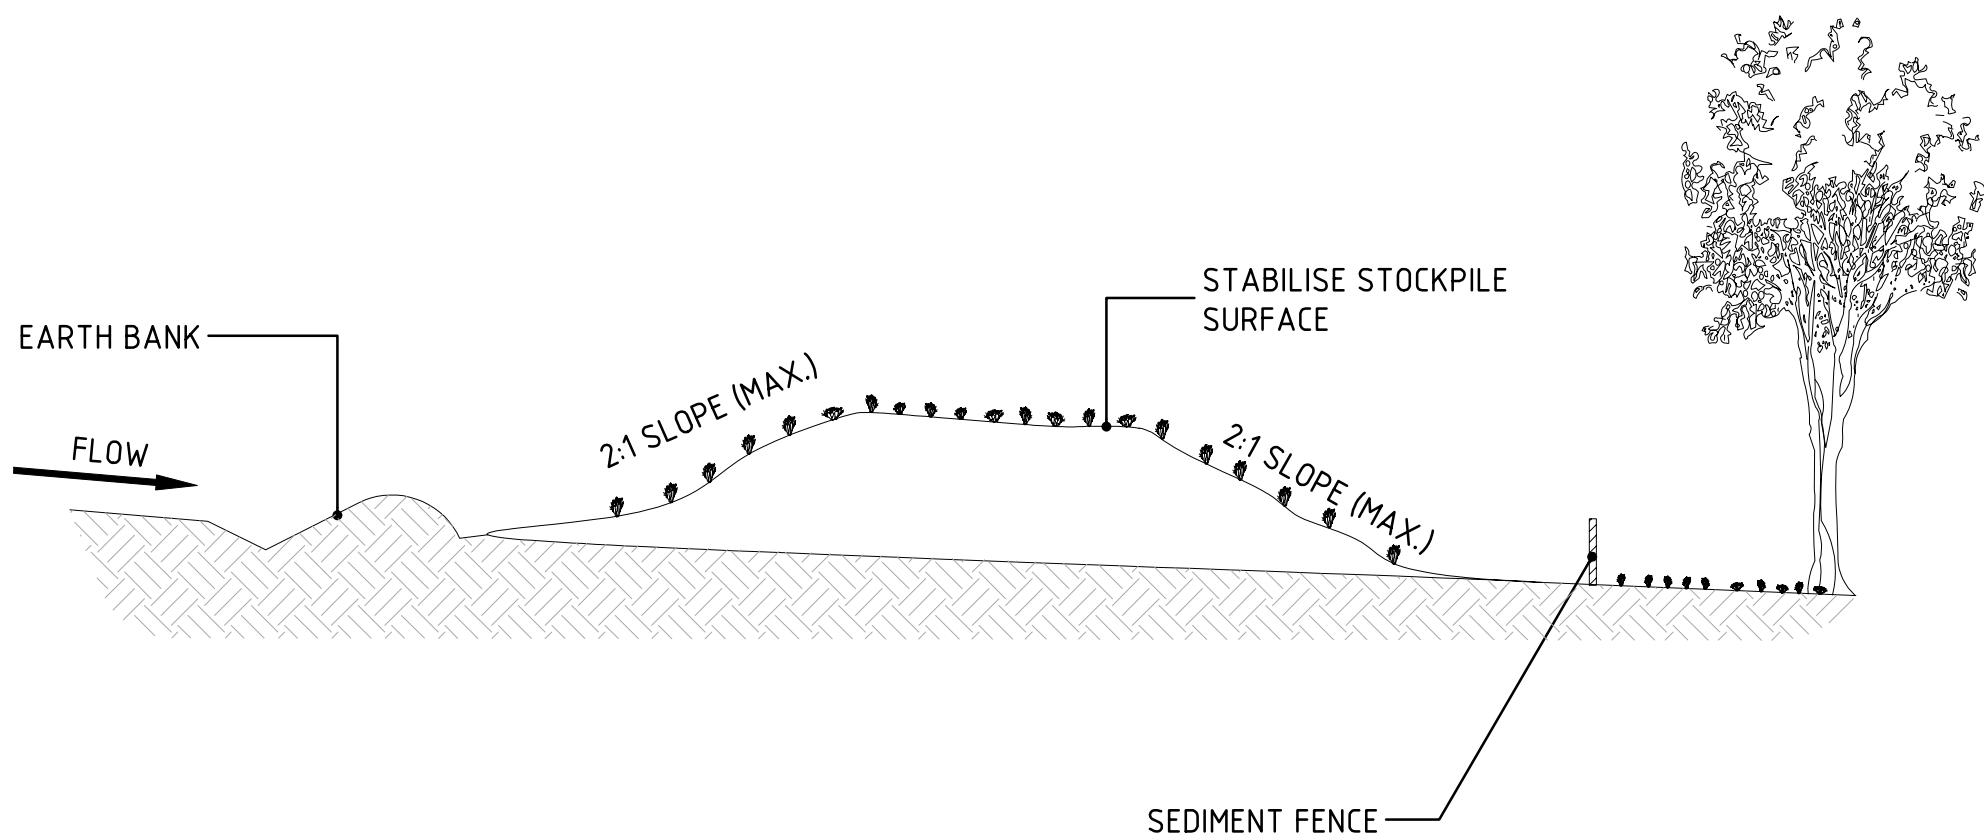 STABILISE STOCKPILE
SURFACE
EARTH BANK
2:1 SLOPE (MAX.)
2:1 SLOPE (MAX.)
FLOW
SEDIMENT FENCE